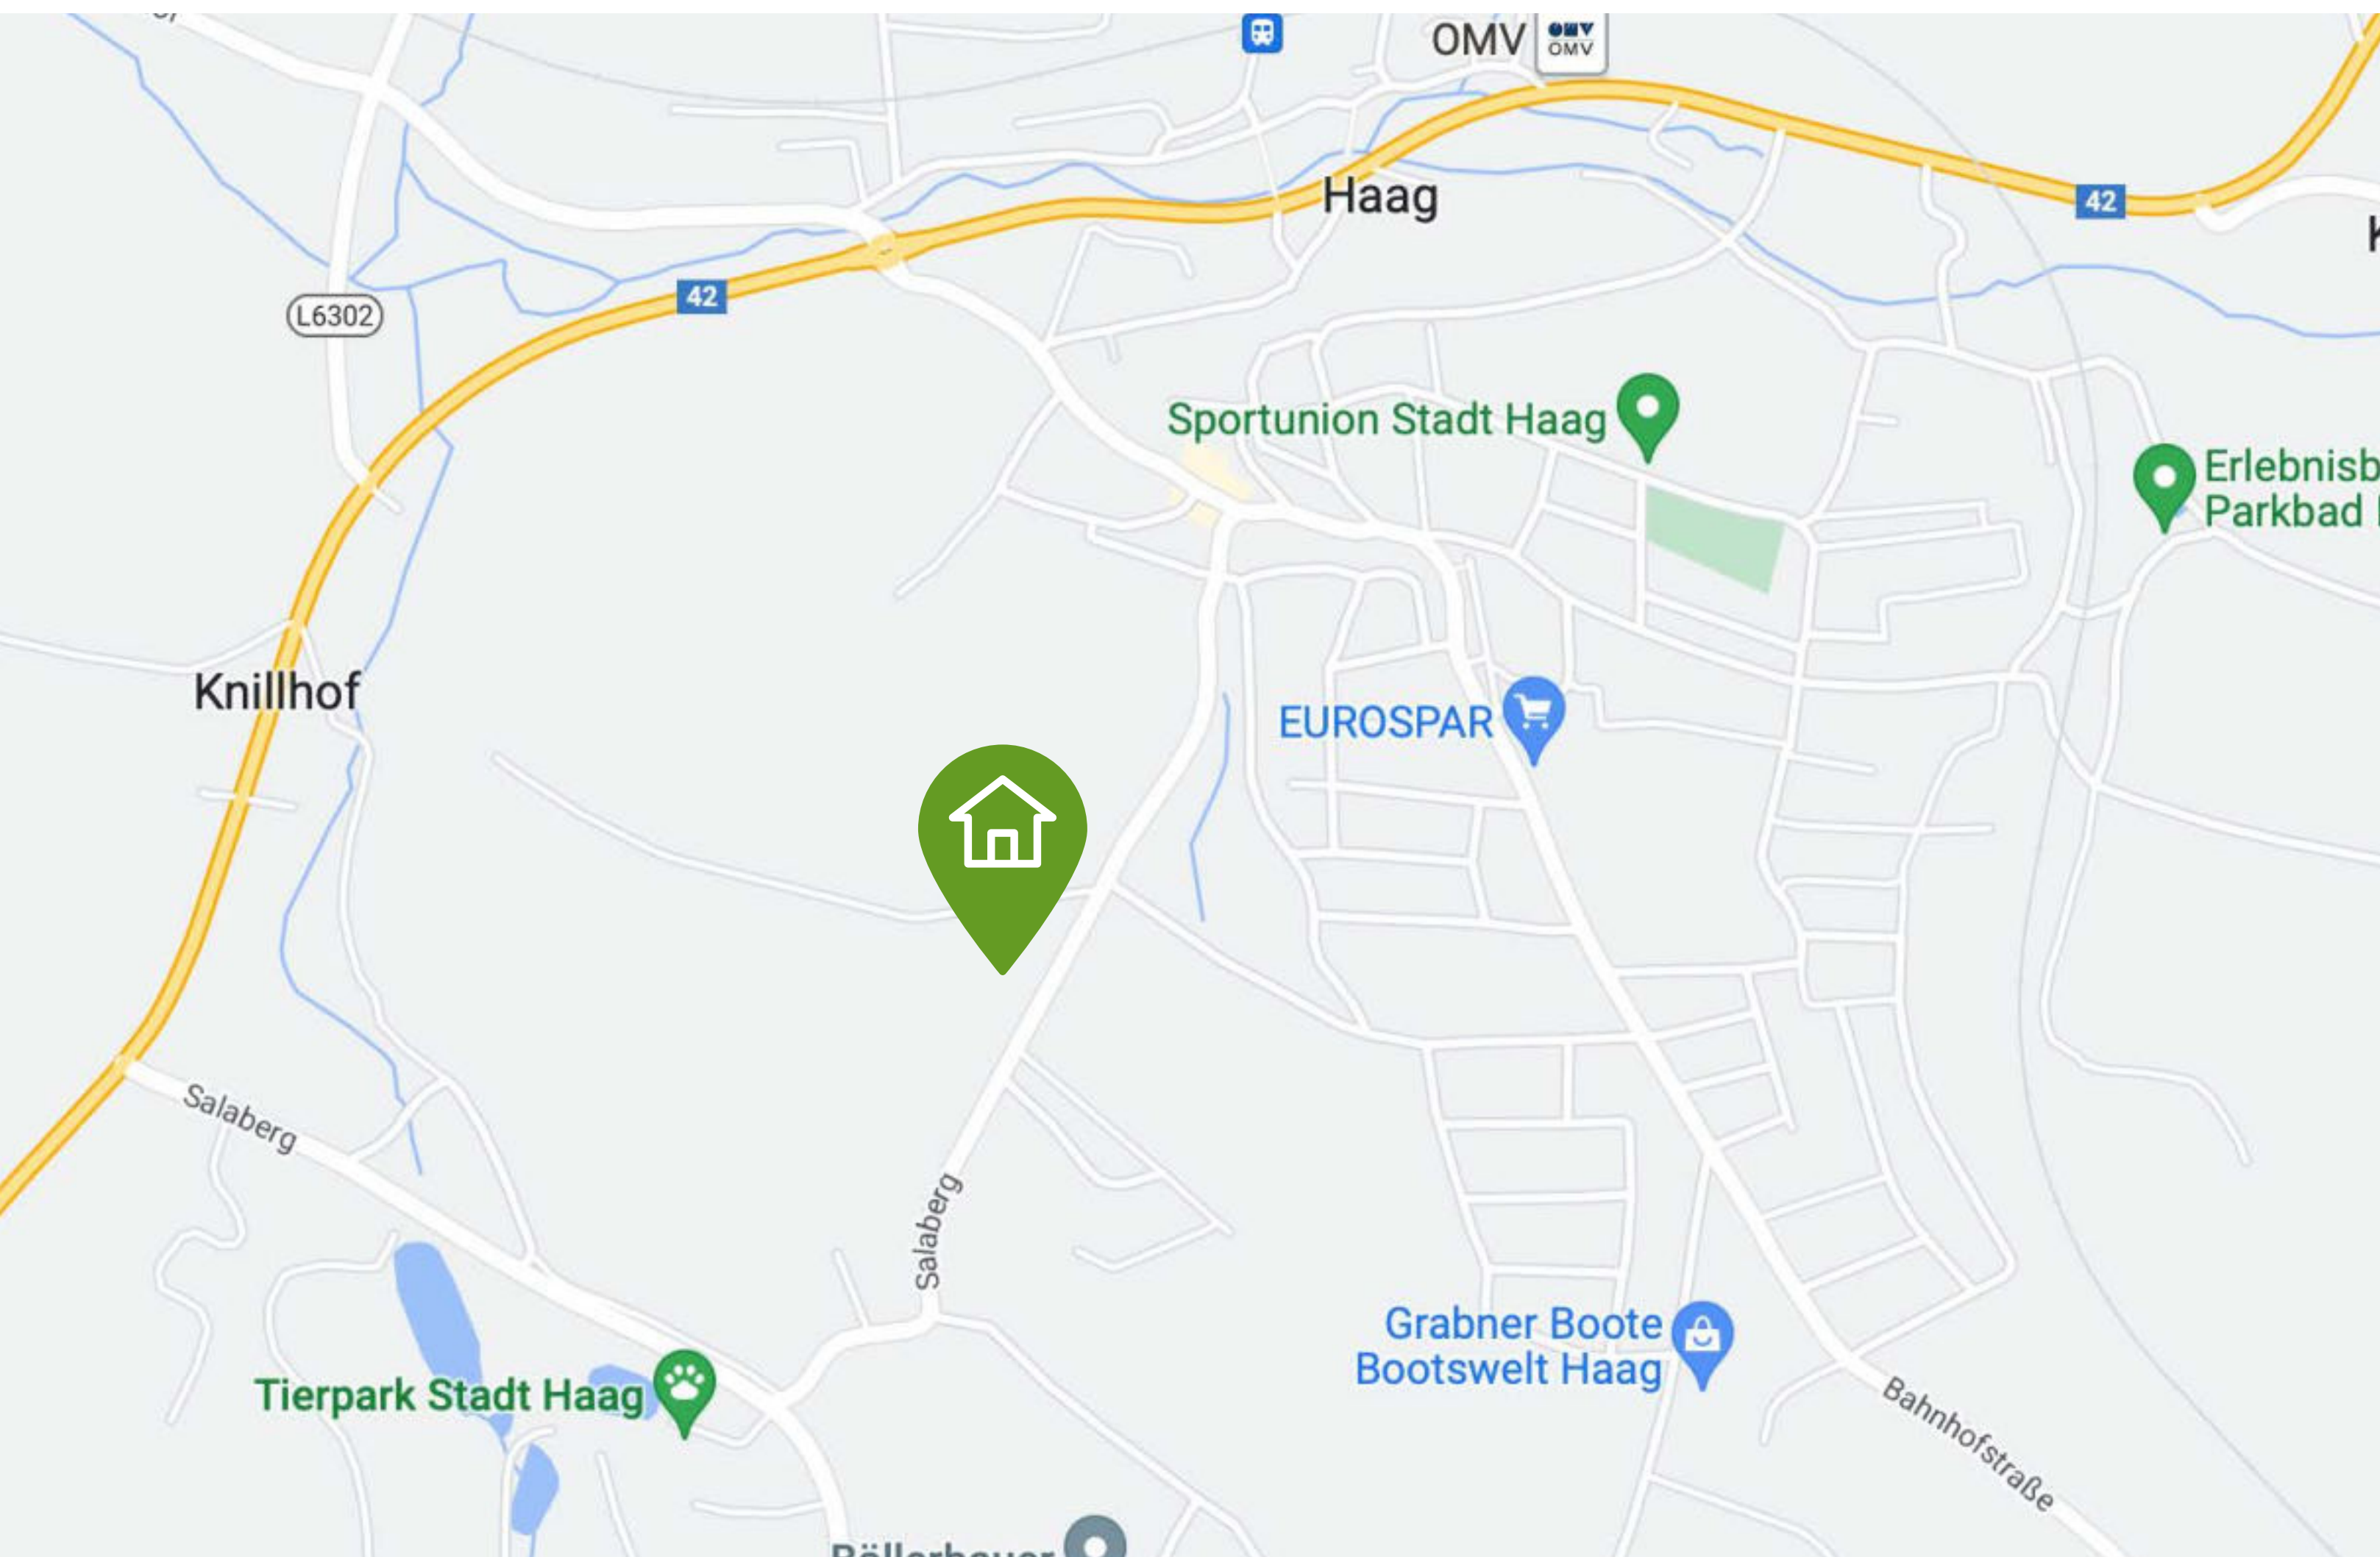 OMV
OMV
Haag
42
42
L6302
Sportunion Stadt Haag
Erlebnisb
Parkbad
Knillhof
EUROSPAR
Salaberg
Salaberg
Grabner Boote
Bootswelt Haag
Tierpark Stadt Haag
Bahnhofstraße